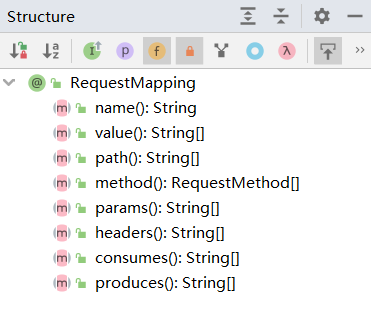 Structure
RequestMapping
name(): String
value(): String[]
path(): String[]
method(): RequestMethod[]
params(): String[]
headers(): String[]
consumes(): String[]
produces(): String[]